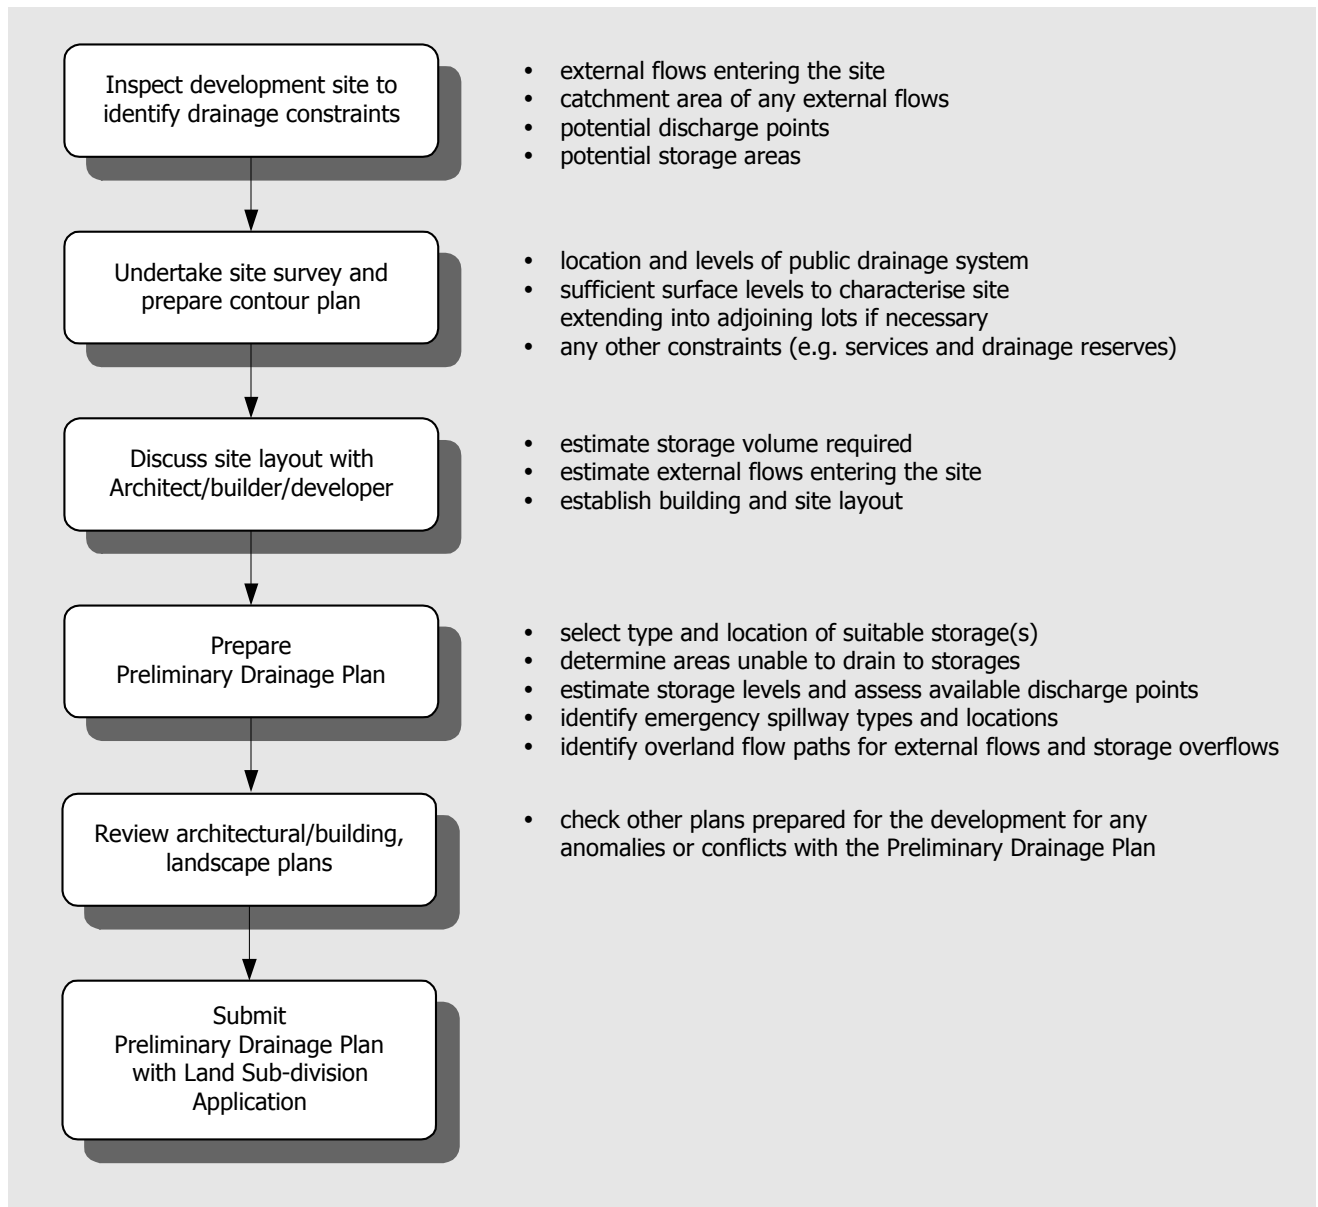 Inspect development site to
identify drainage constraints
• external flows entering the site
• catchment area of any external flows
• potential discharge points
• potential storage areas
Undertake site survey and
prepare contour plan
• location and levels of public drainage system
• sufficient surface levels to characterise site
extending into adjoining lots if necessary
• any other constraints (e.g. services and drainage reserves)
Discuss site layout with
Architect/builder/developer
• estimate storage volume required
• estimate external flows entering the site
• establish building and site layout
Prepare
Preliminary Drainage Plan
• select type and location of suitable storage(s)
• determine areas unable to drain to storages
• estimate storage levels and assess available discharge points
• identify emergency spillway types and locations
• identify overland flow paths for external flows and storage overflows
Review architectural/building,
landscape plans
• check other plans prepared for the development for any
anomalies or conflicts with the Preliminary Drainage Plan
Submit
Preliminary Drainage Plan
with Land Sub-division
Application